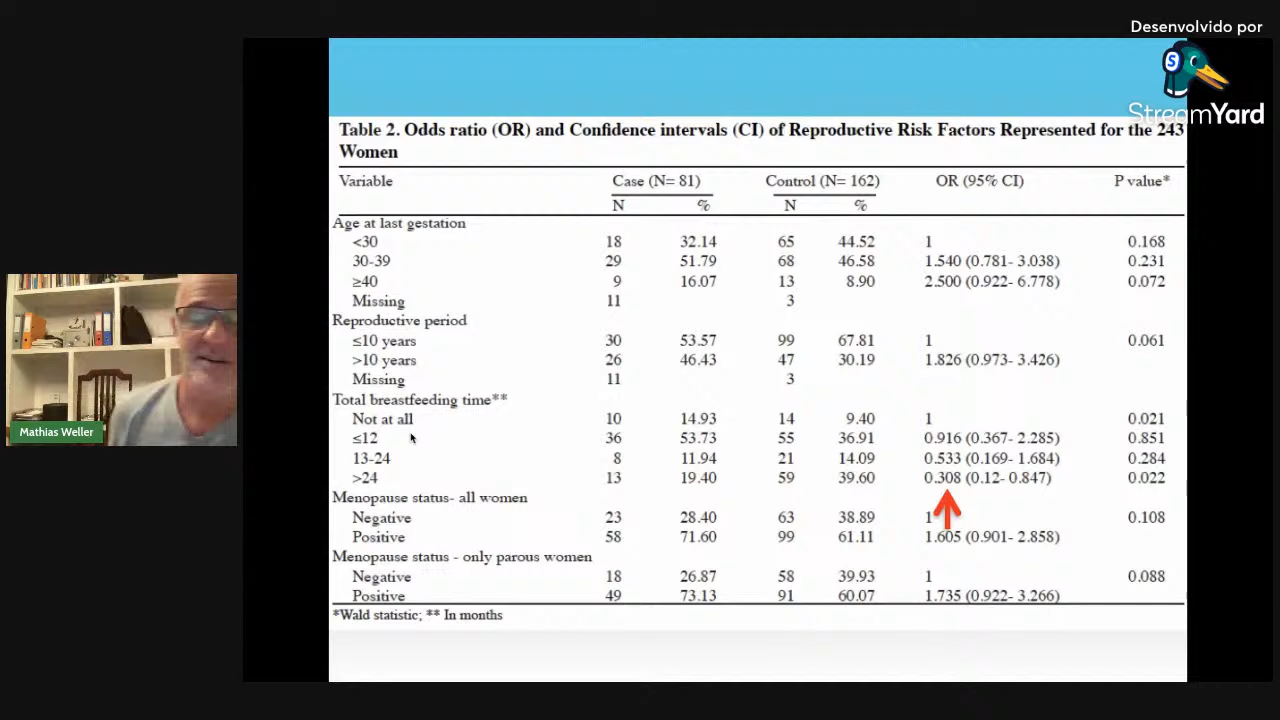 Desenvolvido por
StreamYard
Table 2. Odds ratio (OR) and Confidence intervals (CI) of Reproductive Risk Factors Represented for the 243
Women
Variable Case (N= 81) Control (N= 162) OR (95% CI) P value*
N % N %
Age at last gestation
<30 18 32.14 65 44.52 1 0.168
30-39 29 51.79 68 46.58 1.540 (0.781- 3.038) 0.231
≥40 9 16.07 13 8.90 2.500 (0.922- 6.778) 0.072
Missing 11 3
Reproductive period
≤10 years 30 53.57 99 67.81 1 0.061
>10 years 26 46.43 47 30.19 1.826 (0.973- 3.426)
Missing 11 3
Total breastfeeding time**
Not at all 10 14.93 14 9.40 1 0.021
≤12 36 53.73 55 36.91 0.916 (0.367- 2.285) 0.851
13-24 8 11.94 21 14.09 0.533 (0.169- 1.684) 0.284
>24 13 19.40 59 39.60 0.308 (0.12- 0.847) 0.022
Menopause status- all women
Negative 23 28.40 63 38.89 1 0.108
Positive 58 71.60 99 61.11 1.605 (0.901- 2.858)
Menopause status - only parous women
Negative 18 26.87 58 39.93 1 0.088
Positive 49 73.13 91 60.07 1.735 (0.922- 3.266)
*Wald statistic; ** In months
Mathias Weller